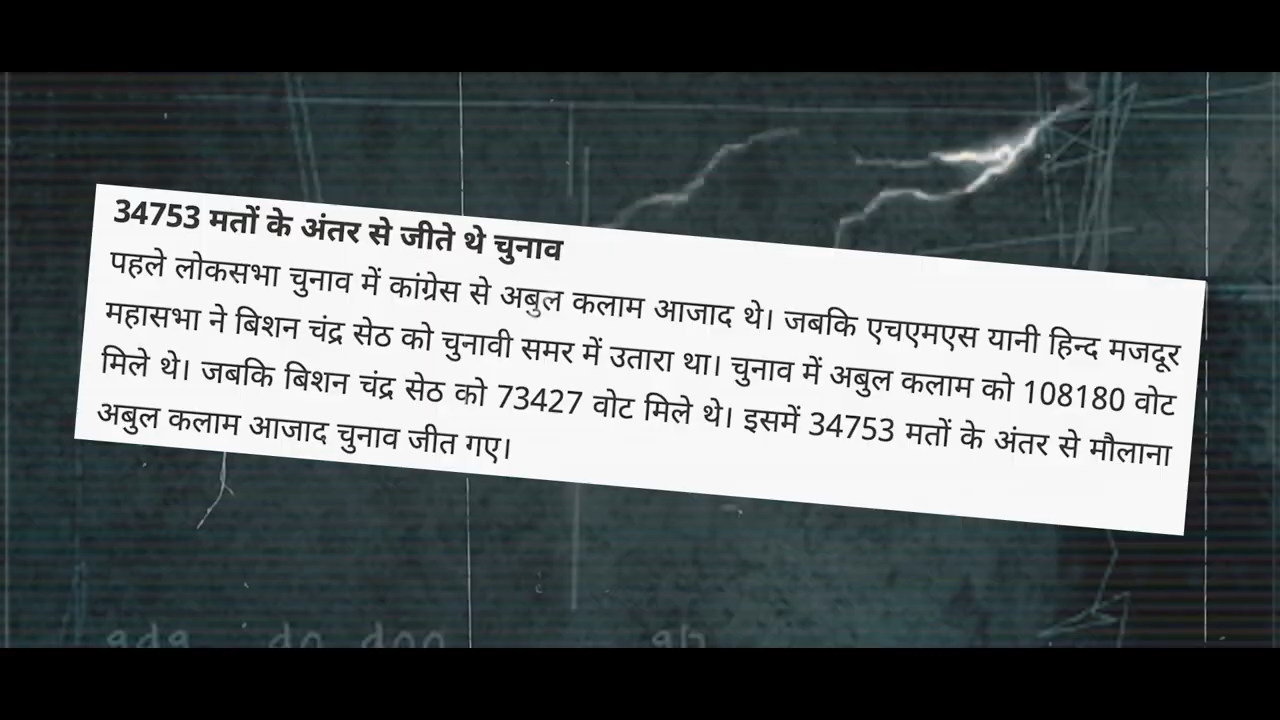 34753 मतों के अंतर से जीते थे चुनाव
पहले लोकसभा चुनाव में कांग्रेस से अबुल कलाम आजाद थे। जबकि एचएमएस यानी हिन्द मजदूर
महासभा ने बिशन चंद्र सेठ को चुनावी समर में उतारा था। चुनाव में अबुल कलाम को 108180 वोट
मिले थे। जबकि बिशन चंद्र सेठ को 73427 वोट मिले थे। इसमें 34753 मतों के अंतर से मौलाना
अबुल कलाम आजाद चुनाव जीत गए।